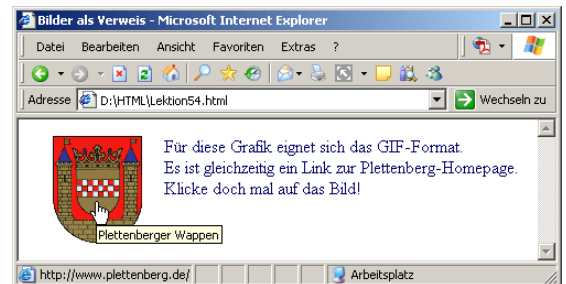 Bilder als Verweis - Microsoft Internet Explorer
Datei Bearbeiten Ansicht Favoriten Extras ?
Adresse D:\HTML\Lektion54.html Wechseln zu
Für diese Grafik eignet sich das GIF-Format.
Es ist gleichzeitig ein Link zur Plettenberg-Homepage.
Klicke doch mal auf das Bild!
Plettenberger Wappen
http://www.plettenberg.de/ Arbeitsplatz